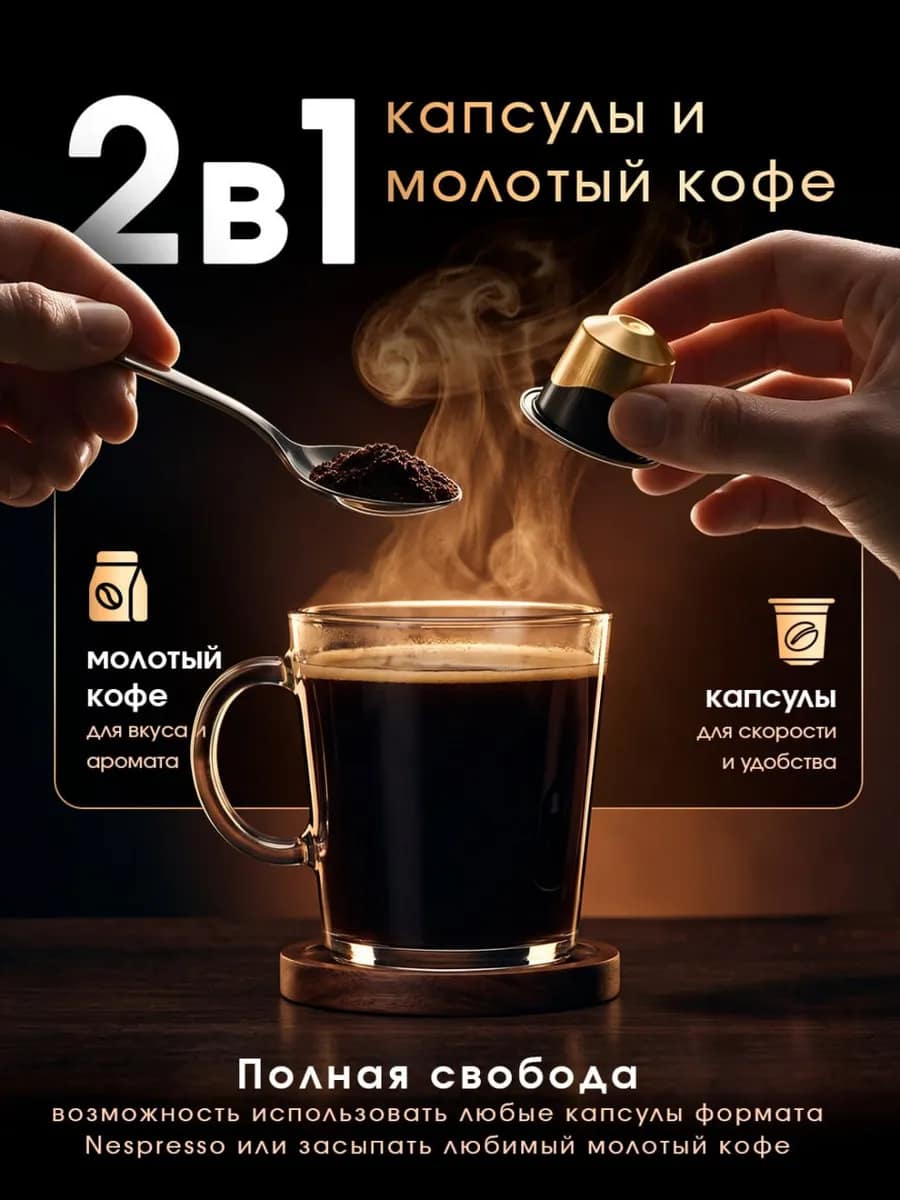 2в1
капсулы и
молотый кофе
молотый
кофе
для вкуса и
аромата
капсулы
для скорости
и удобства
Полная свобода
возможность использовать любые капсулы формата
Nespresso или засыпать любимый молотый кофе